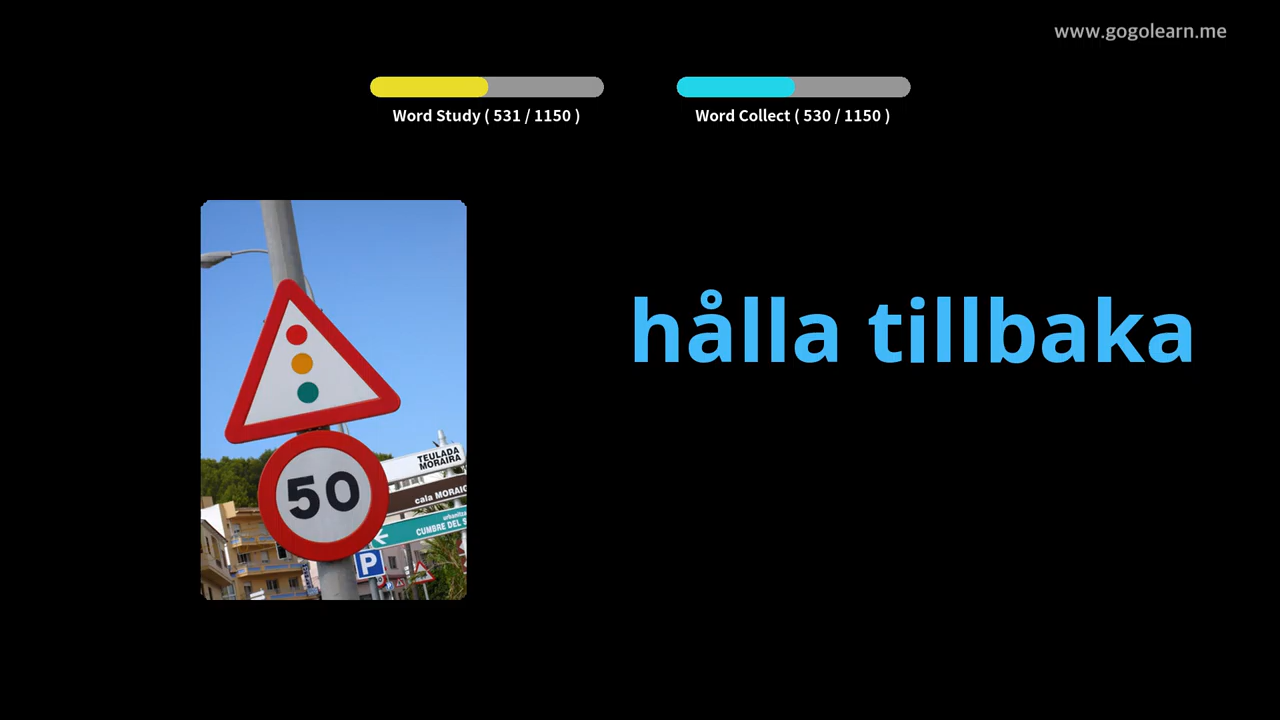 www.gogolearn.me
Word Study ( 531 / 1150 )
Word Collect ( 530 / 1150 )
hålla tillbaka
TEULADA
MORAIRA
cala
CUMBRE DEL
50
P